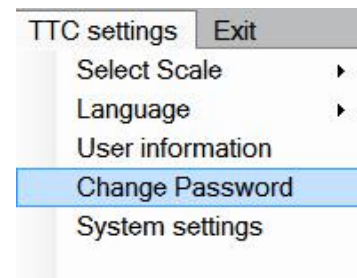 TTC settings Exit
Select Scale
Language
User information
Change Password
System settings